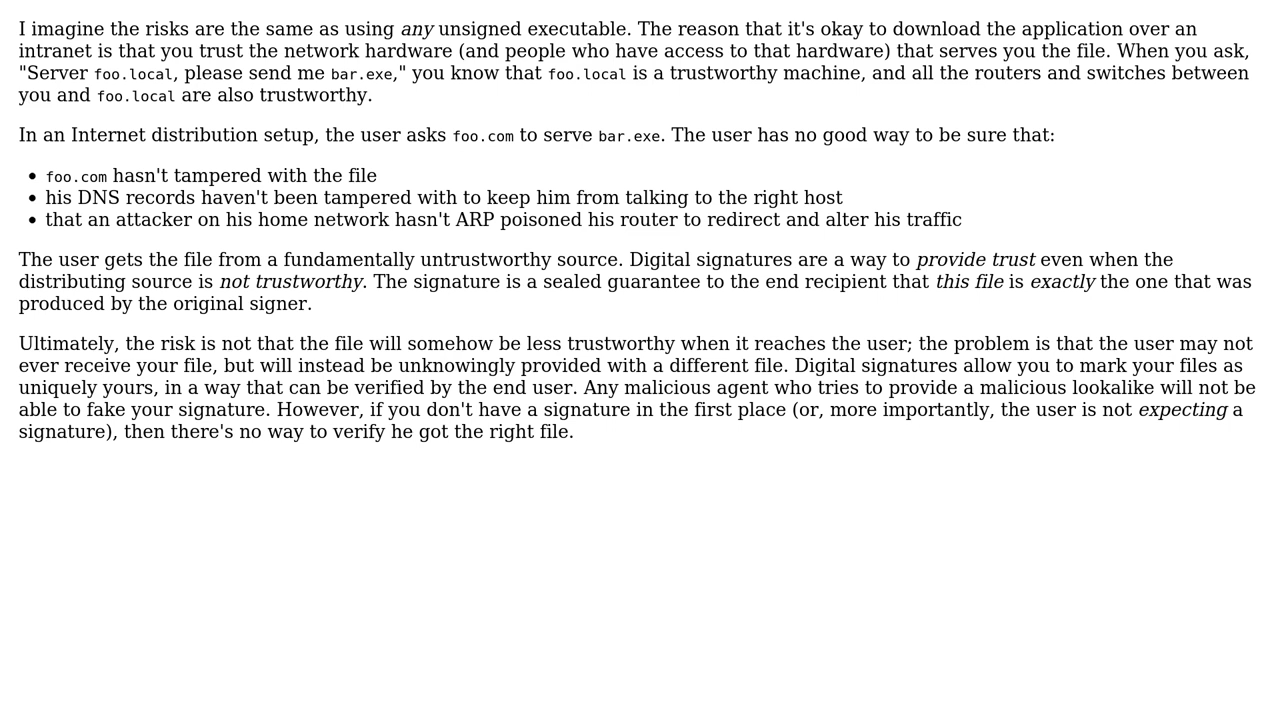 I imagine the risks are the same as using any unsigned executable. The reason that it's okay to download the application over an
intranet is that you trust the network hardware (and people who have access to that hardware) that serves you the file. When you ask,
"Server foo.local, please send me bar.exe," you know that foo.local is a trustworthy machine, and all the routers and switches between
you and foo.local are also trustworthy.
In an Internet distribution setup, the user asks foo.com to serve bar.exe. The user has no good way to be sure that:
• foo.com hasn't tampered with the file
• his DNS records haven't been tampered with to keep him from talking to the right host
• that an attacker on his home network hasn't ARP poisoned his router to redirect and alter his traffic
The user gets the file from a fundamentally untrustworthy source. Digital signatures are a way to provide trust even when the
distributing source is not trustworthy. The signature is a sealed guarantee to the end recipient that this file is exactly the one that was
produced by the original signer.
Ultimately, the risk is not that the file will somehow be less trustworthy when it reaches the user; the problem is that the user may not
ever receive your file, but will instead be unknowingly provided with a different file. Digital signatures allow you to mark your files as
uniquely yours, in a way that can be verified by the end user. Any malicious agent who tries to provide a malicious lookalike will not be
able to fake your signature. However, if you don't have a signature in the first place (or, more importantly, the user is not expecting a
signature), then there's no way to verify he got the right file.